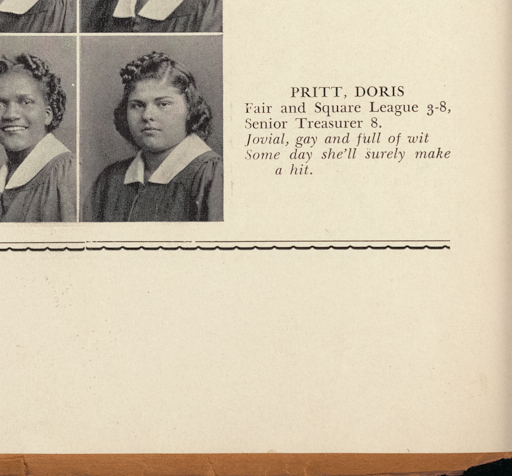 PRITT, DORIS
Fair and Square League 3-8,
Senior Treasurer 8.
Jovial, gay and full of wit
Some day she'll surely make
a hit.